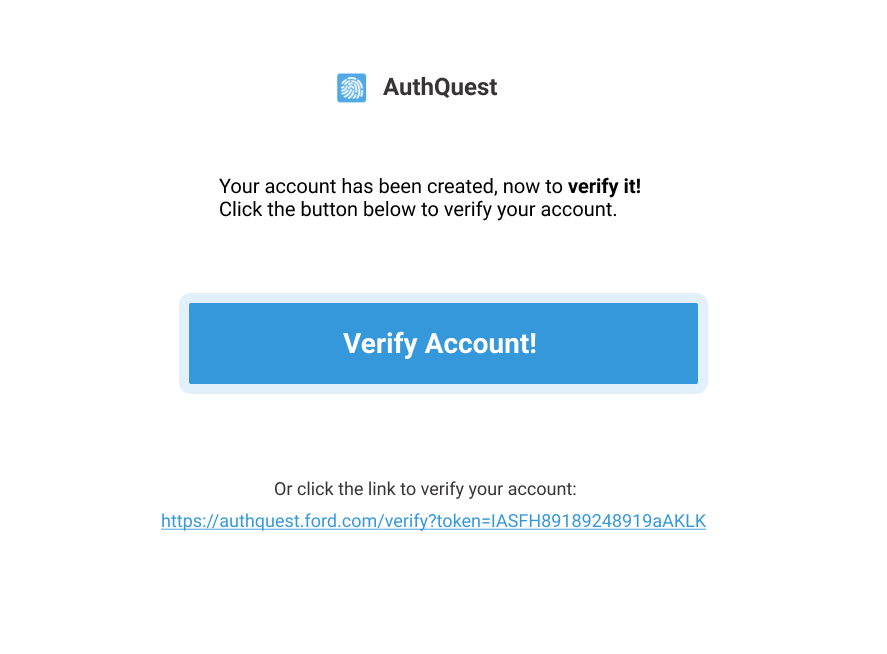 AuthQuest
Your account has been created, now to verify it!
Click the button below to verify your account.
Verify Account!
Or click the link to verify your account:
https://authquest.ford.com/verify?token=IASFH89189248919aAKLK